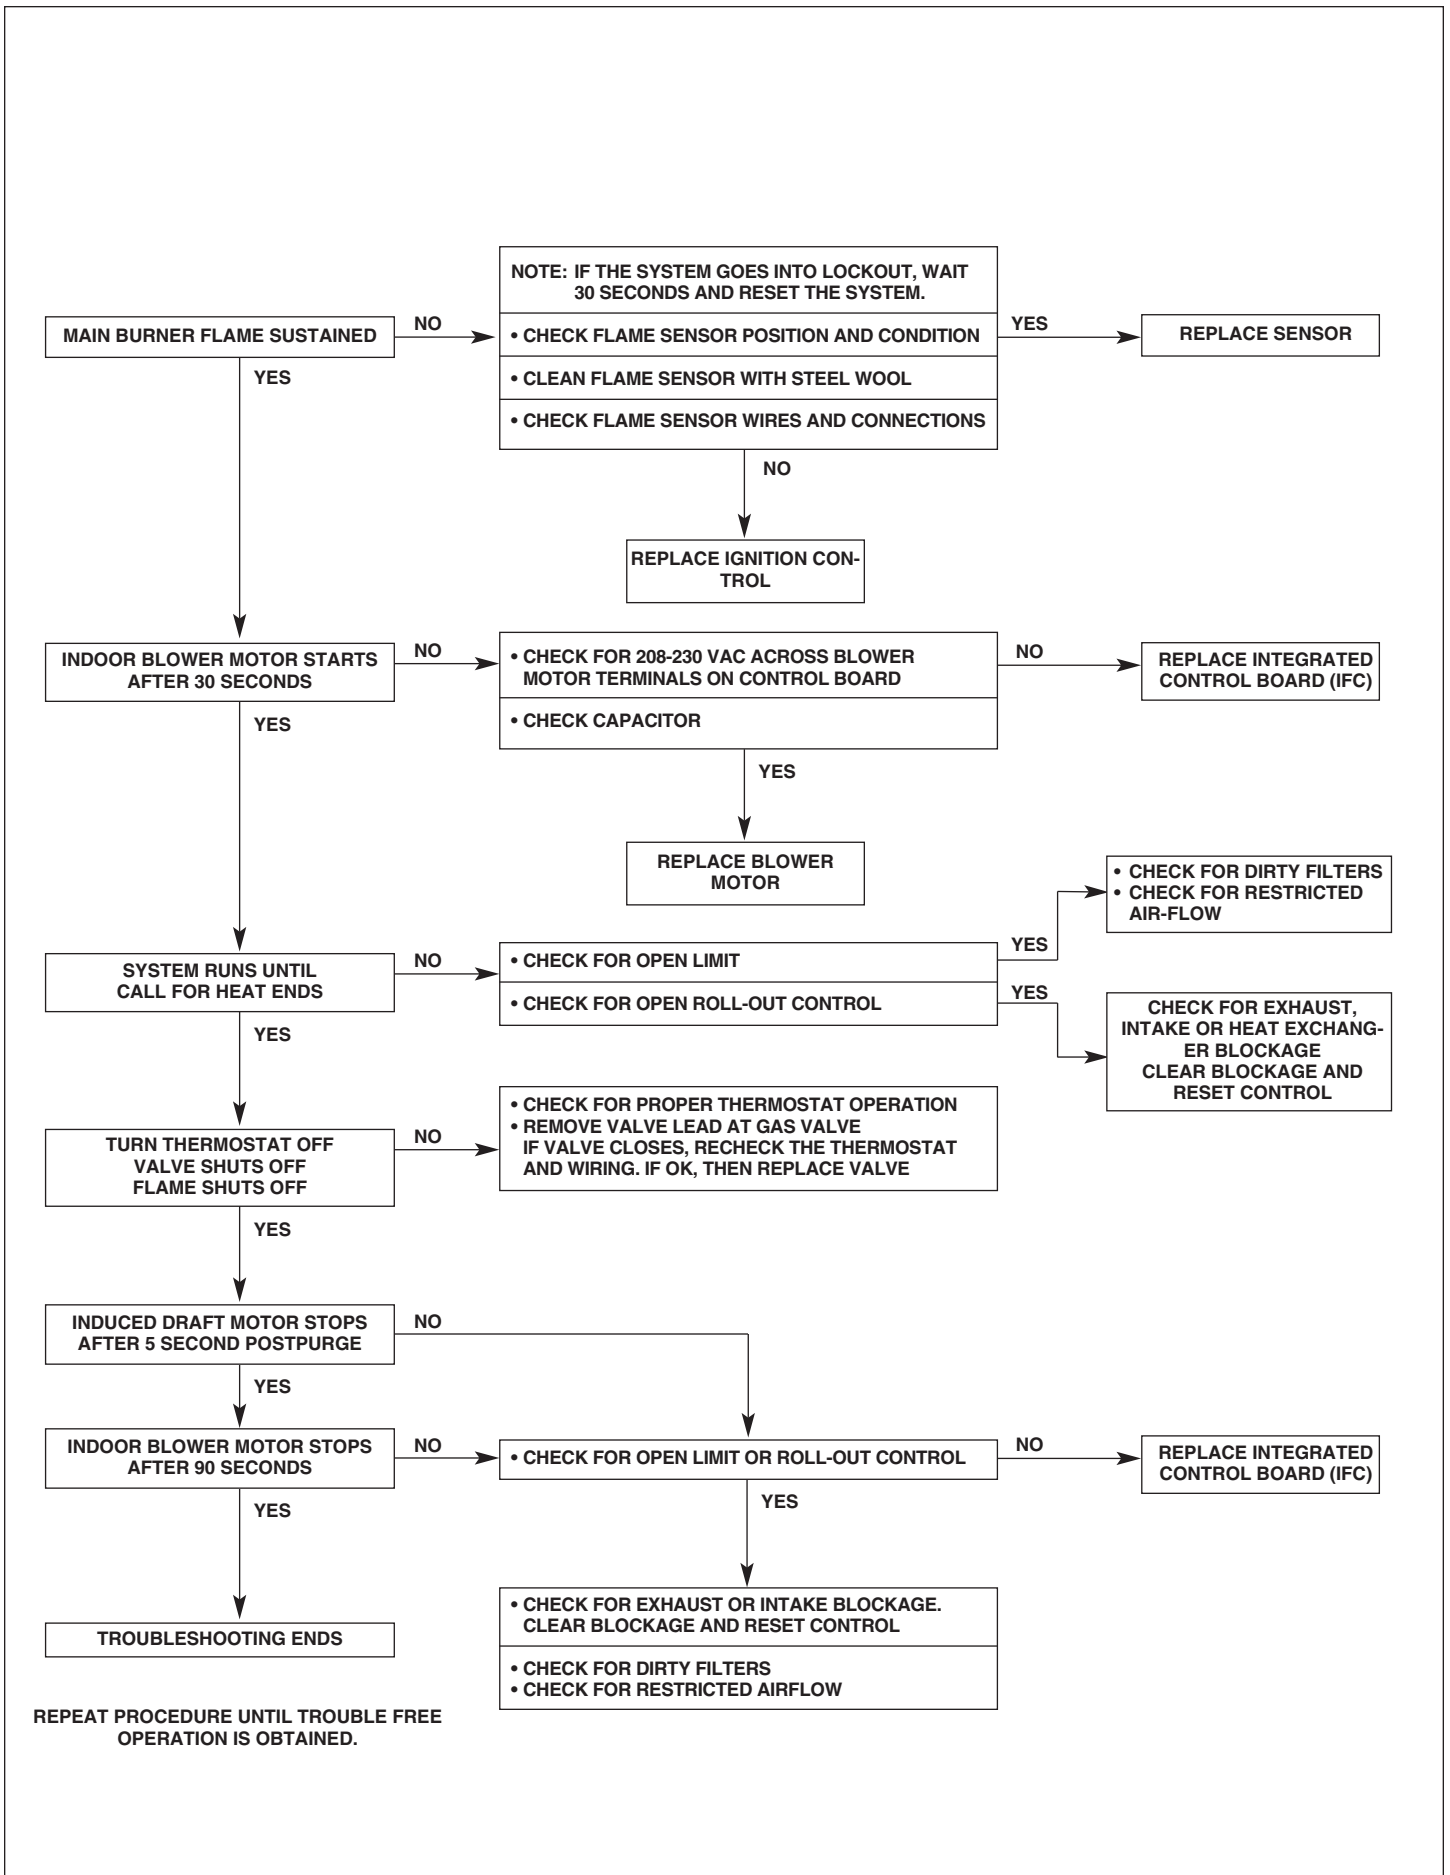 NOTE: IF THE SYSTEM GOES INTO LOCKOUT, WAIT
30 SECONDS AND RESET THE SYSTEM.
MAIN BURNER FLAME SUSTAINED
NO
• CHECK FLAME SENSOR POSITION AND CONDITION
YES
REPLACE SENSOR
YES
• CLEAN FLAME SENSOR WITH STEEL WOOL
• CHECK FLAME SENSOR WIRES AND CONNECTIONS
NO
REPLACE IGNITION CON-
TROL
INDOOR BLOWER MOTOR STARTS
AFTER 30 SECONDS
NO
• CHECK FOR 208-230 VAC ACROSS BLOWER
MOTOR TERMINALS ON CONTROL BOARD
NO
REPLACE INTEGRATED
CONTROL BOARD (IFC)
YES
• CHECK CAPACITOR
YES
REPLACE BLOWER
MOTOR
• CHECK FOR DIRTY FILTERS
• CHECK FOR RESTRICTED
AIR-FLOW
SYSTEM RUNS UNTIL
CALL FOR HEAT ENDS
NO
• CHECK FOR OPEN LIMIT
YES
• CHECK FOR OPEN ROLL-OUT CONTROL
YES
CHECK FOR EXHAUST,
INTAKE OR HEAT EXCHANG-
ER BLOCKAGE
CLEAR BLOCKAGE AND
RESET CONTROL
YES
TURN THERMOSTAT OFF
VALVE SHUTS OFF
FLAME SHUTS OFF
NO
• CHECK FOR PROPER THERMOSTAT OPERATION
• REMOVE VALVE LEAD AT GAS VALVE
IF VALVE CLOSES, RECHECK THE THERMOSTAT
AND WIRING. IF OK, THEN REPLACE VALVE
YES
INDUCED DRAFT MOTOR STOPS
AFTER 5 SECOND POSTPURGE
NO
YES
INDOOR BLOWER MOTOR STOPS
AFTER 90 SECONDS
NO
• CHECK FOR OPEN LIMIT OR ROLL-OUT CONTROL
NO
REPLACE INTEGRATED
CONTROL BOARD (IFC)
YES
YES
• CHECK FOR EXHAUST OR INTAKE BLOCKAGE.
CLEAR BLOCKAGE AND RESET CONTROL
• CHECK FOR DIRTY FILTERS
• CHECK FOR RESTRICTED AIRFLOW
TROUBLESHOOTING ENDS
REPEAT PROCEDURE UNTIL TROUBLE FREE
OPERATION IS OBTAINED.